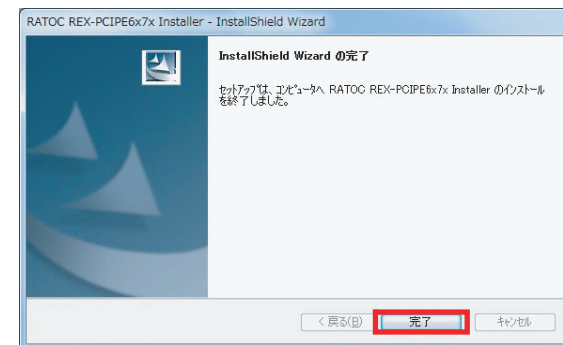 RATOC REX-PCIPE6x7x Installer - InstallShield Wizard
InstallShield Wizard の完了
セットアップは、コンピュータへ RATOC REX-PCIPE6x7x Installer のインストール
を終了しました。
< 戻る(B)
完了
キャンセル